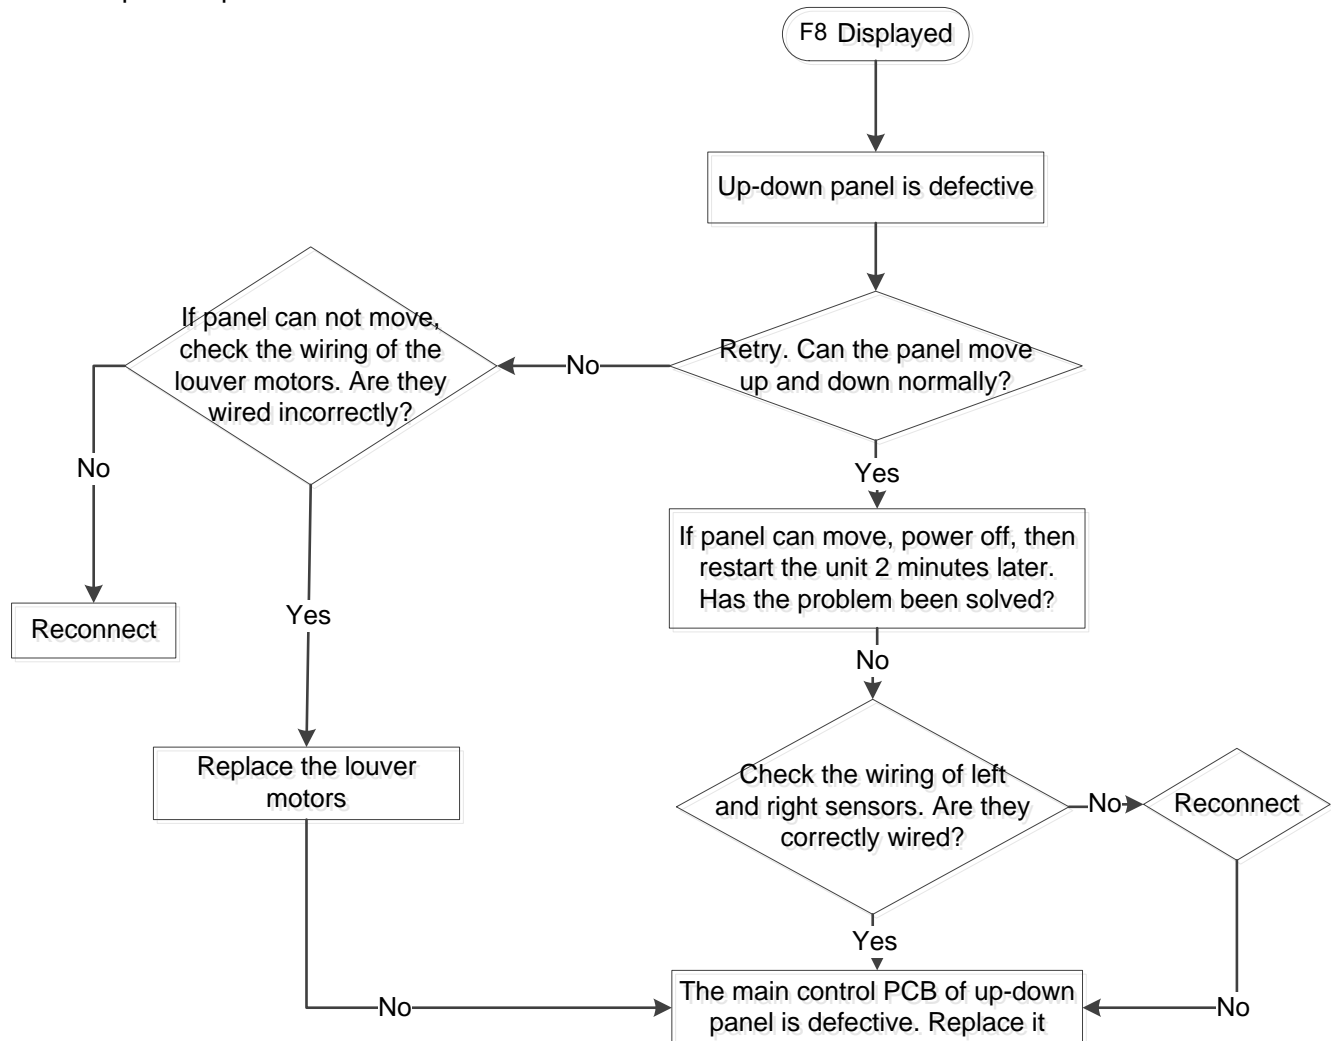 F8 Displayed
Up-down panel is defective
Retry. Can the panel move
up and down normally?
No
If panel can not move,
check the wiring of the
louver motors. Are they
wired incorrectly?
No
Reconnect
Yes
Replace the louver
motors
No
Yes
If panel can move, power off, then
restart the unit 2 minutes later.
Has the problem been solved?
No
Check the wiring of left
and right sensors. Are they
correctly wired?
No
Reconnect
No
Yes
The main control PCB of up-down
panel is defective. Replace it